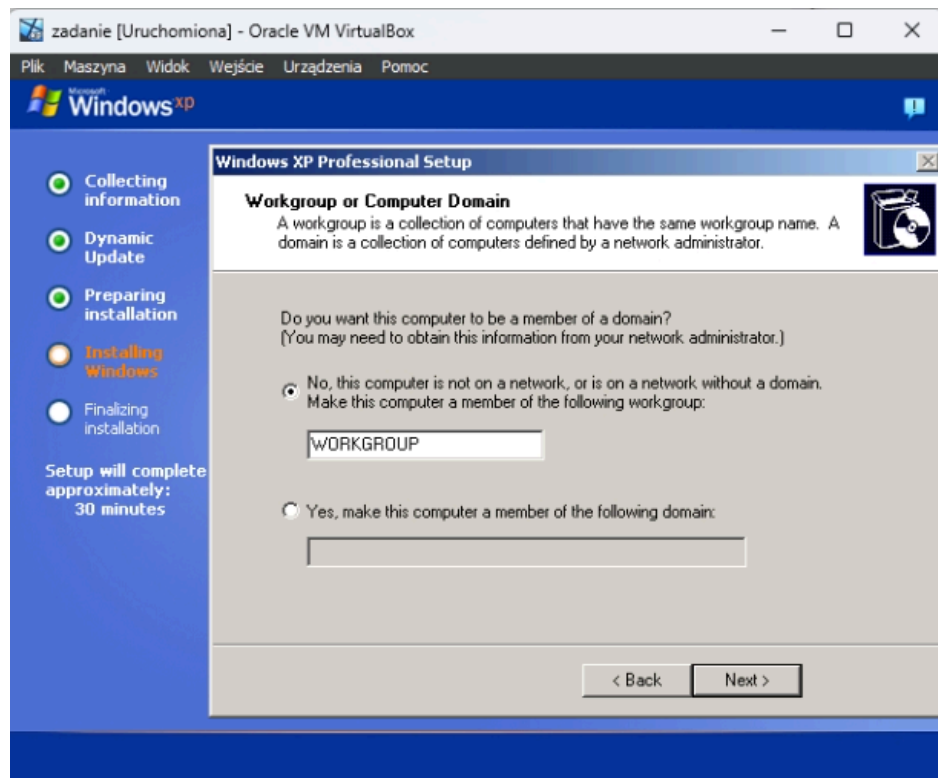 zadanie [Uruchomiona] - Oracle VM VirtualBox
Plik Maszyna Widok Wejście Urządzenia Pomoc
Microsoft
Windows xp
Collecting
information
Dynamic
Update
Preparing
installation
Installing
Windows
Finalizing
installation
Setup will complete
approximately:
30 minutes
Windows XP Professional Setup
Workgroup or Computer Domain
A workgroup is a collection of computers that have the same workgroup name. A
domain is a collection of computers defined by a network administrator.
Do you want this computer to be a member of a domain?
(You may need to obtain this information from your network administrator.)
No, this computer is not on a network, or is on a network without a domain.
Make this computer a member of the following workgroup:
WORKGROUP
Yes, make this computer a member of the following domain:
< Back Next >